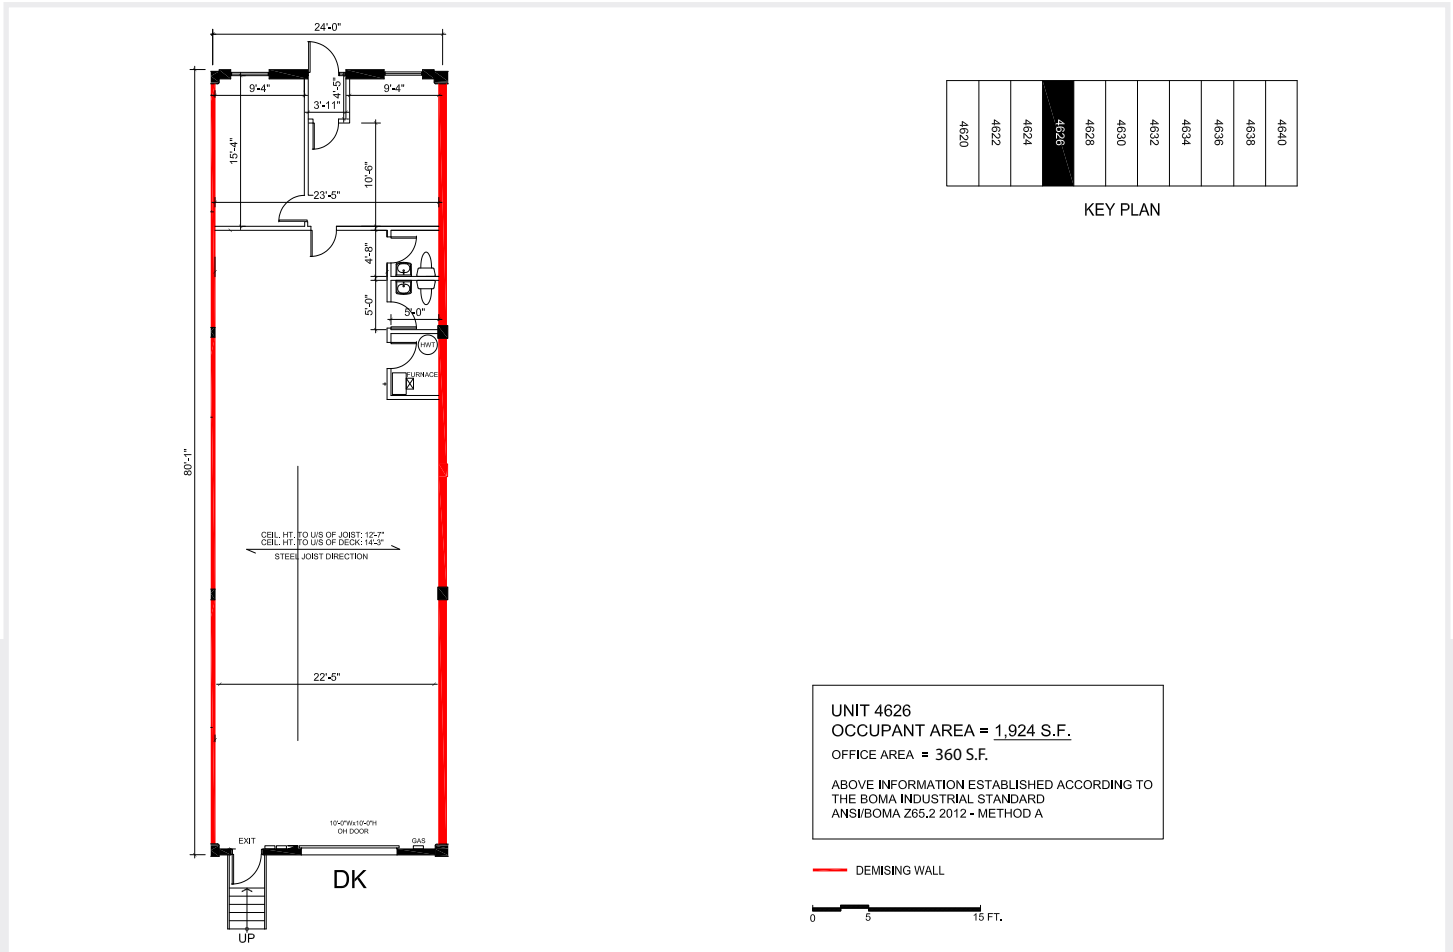 24'-0"
9'-4"
4'-5"
9'-4"
3'-11"
15'-4"
10'-6"
23'-5"
4'-8"
5'-0"
5'-0"
HWT
FURNACE
80'-1"
CEIL. HT. TO U/S OF JOIST: 12'-7"
CEIL. HT. TO U/S OF DECK: 14'-3"
STEEL JOIST DIRECTION
22'-5"
10'-0"Wx10'-0"H
OH DOOR
EXIT
GAS
DK
UP
4620
4622
4624
4626
4628
4630
4632
4634
4636
4638
4640
KEY PLAN
UNIT 4626
OCCUPANT AREA = 1,924 S.F.
OFFICE AREA = 360 S.F.
ABOVE INFORMATION ESTABLISHED ACCORDING TO
THE BOMA INDUSTRIAL STANDARD
ANSI/BOMA Z65.2 2012 - METHOD A
DEMISING WALL
0 5 15 FT.